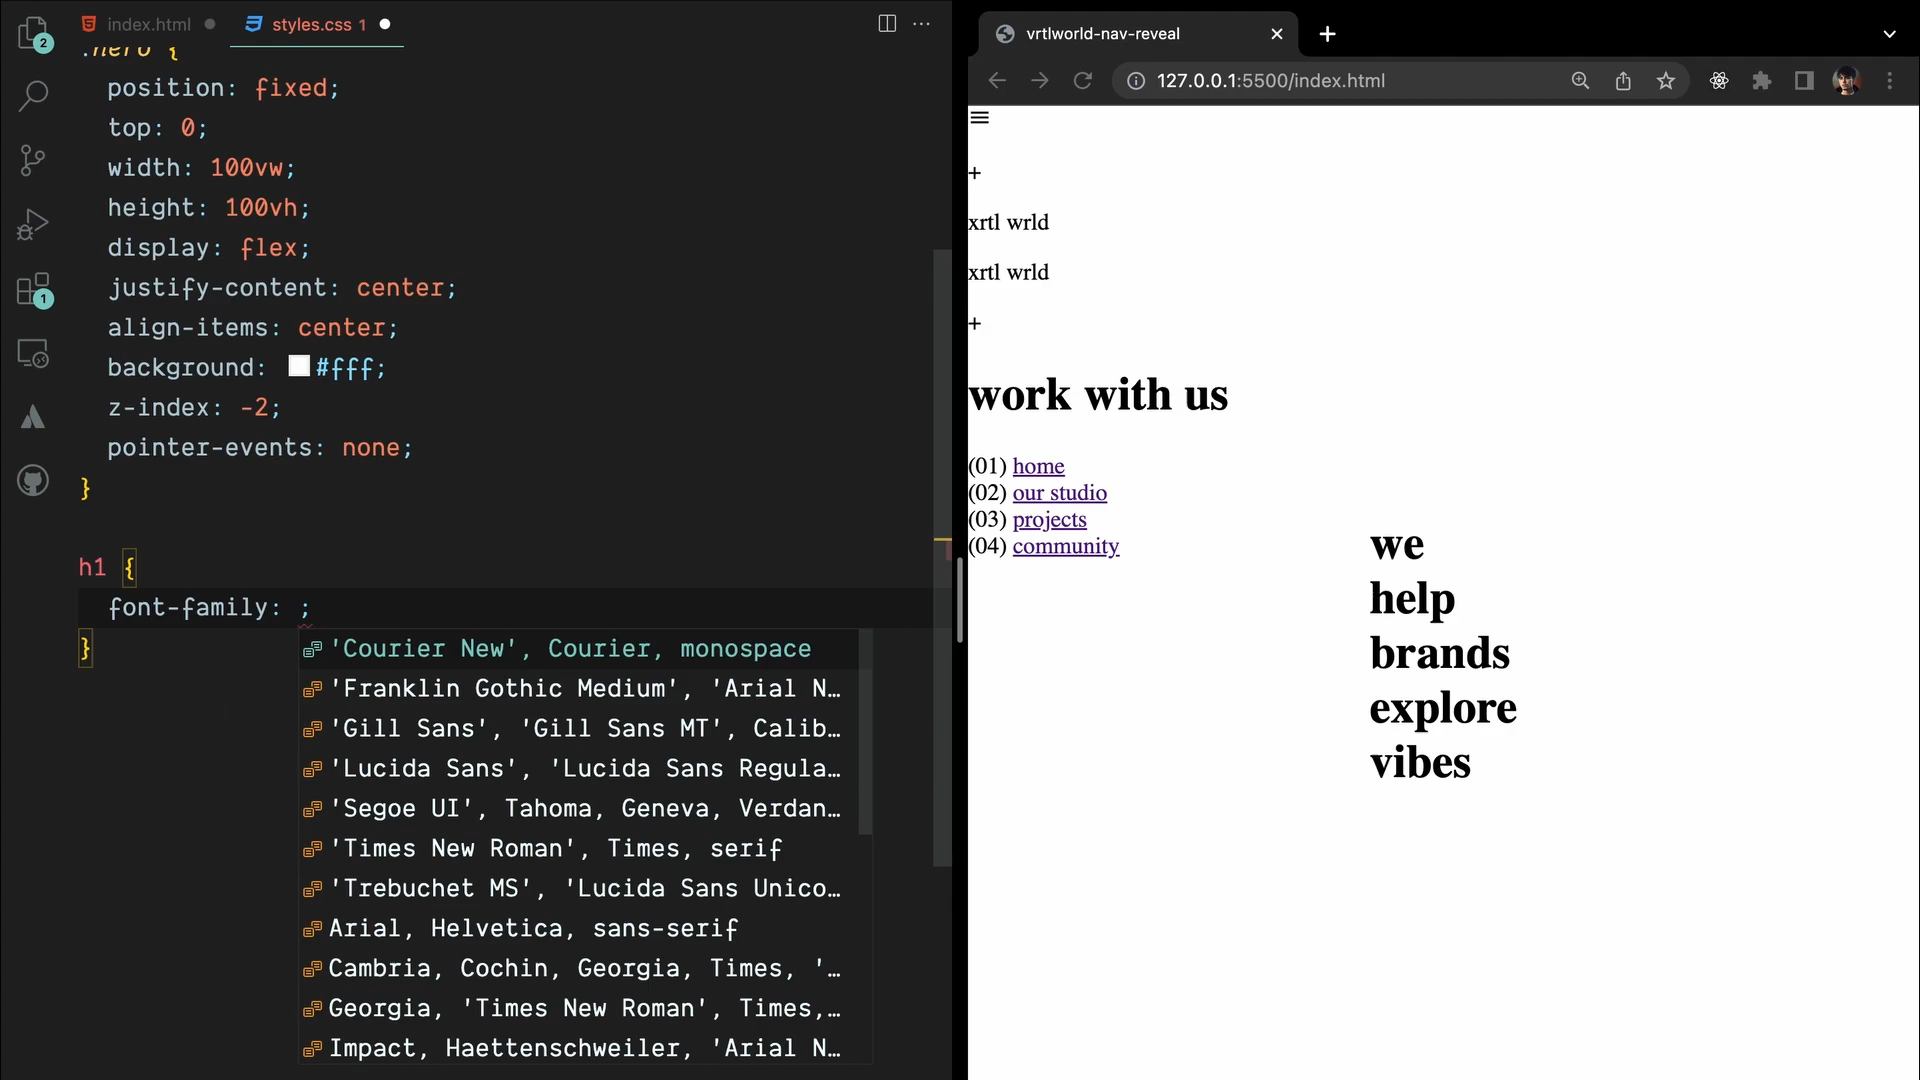 index.html
styles.css 1
2
1
.hero {
position: fixed;
top: 0;
width: 100vw;
height: 100vh;
display: flex;
justify-content: center;
align-items: center;
background: #fff;
z-index: -2;
pointer-events: none;
}
h1 {
font-family: ;
}
'Courier New', Courier, monospace
'Franklin Gothic Medium', 'Arial N…
'Gill Sans', 'Gill Sans MT', Calib…
'Lucida Sans', 'Lucida Sans Regula…
'Segoe UI', Tahoma, Geneva, Verdan…
'Times New Roman', Times, serif
'Trebuchet MS', 'Lucida Sans Unico…
Arial, Helvetica, sans-serif
Cambria, Cochin, Georgia, Times, '…
Georgia, 'Times New Roman', Times,…
Impact, Haettenschweiler, 'Arial N…
vrtlworld-nav-reveal
127.0.0.1:5500/index.html
+
xrtl wrld
xrtl wrld
+
work with us
(01) home
(02) our studio
(03) projects
(04) community
we
help
brands
explore
vibes